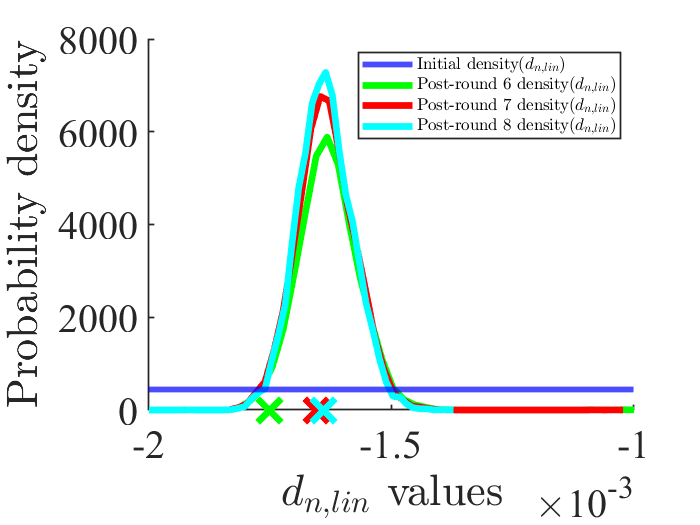 8000
6000
4000
2000
0
Probability density
Initial density(d_{n,lin})
Post-round 6 density(d_{n,lin})
Post-round 7 density(d_{n,lin})
Post-round 8 density(d_{n,lin})
-2 -1.5 -1
d_{n,lin} values ×10^{-3}